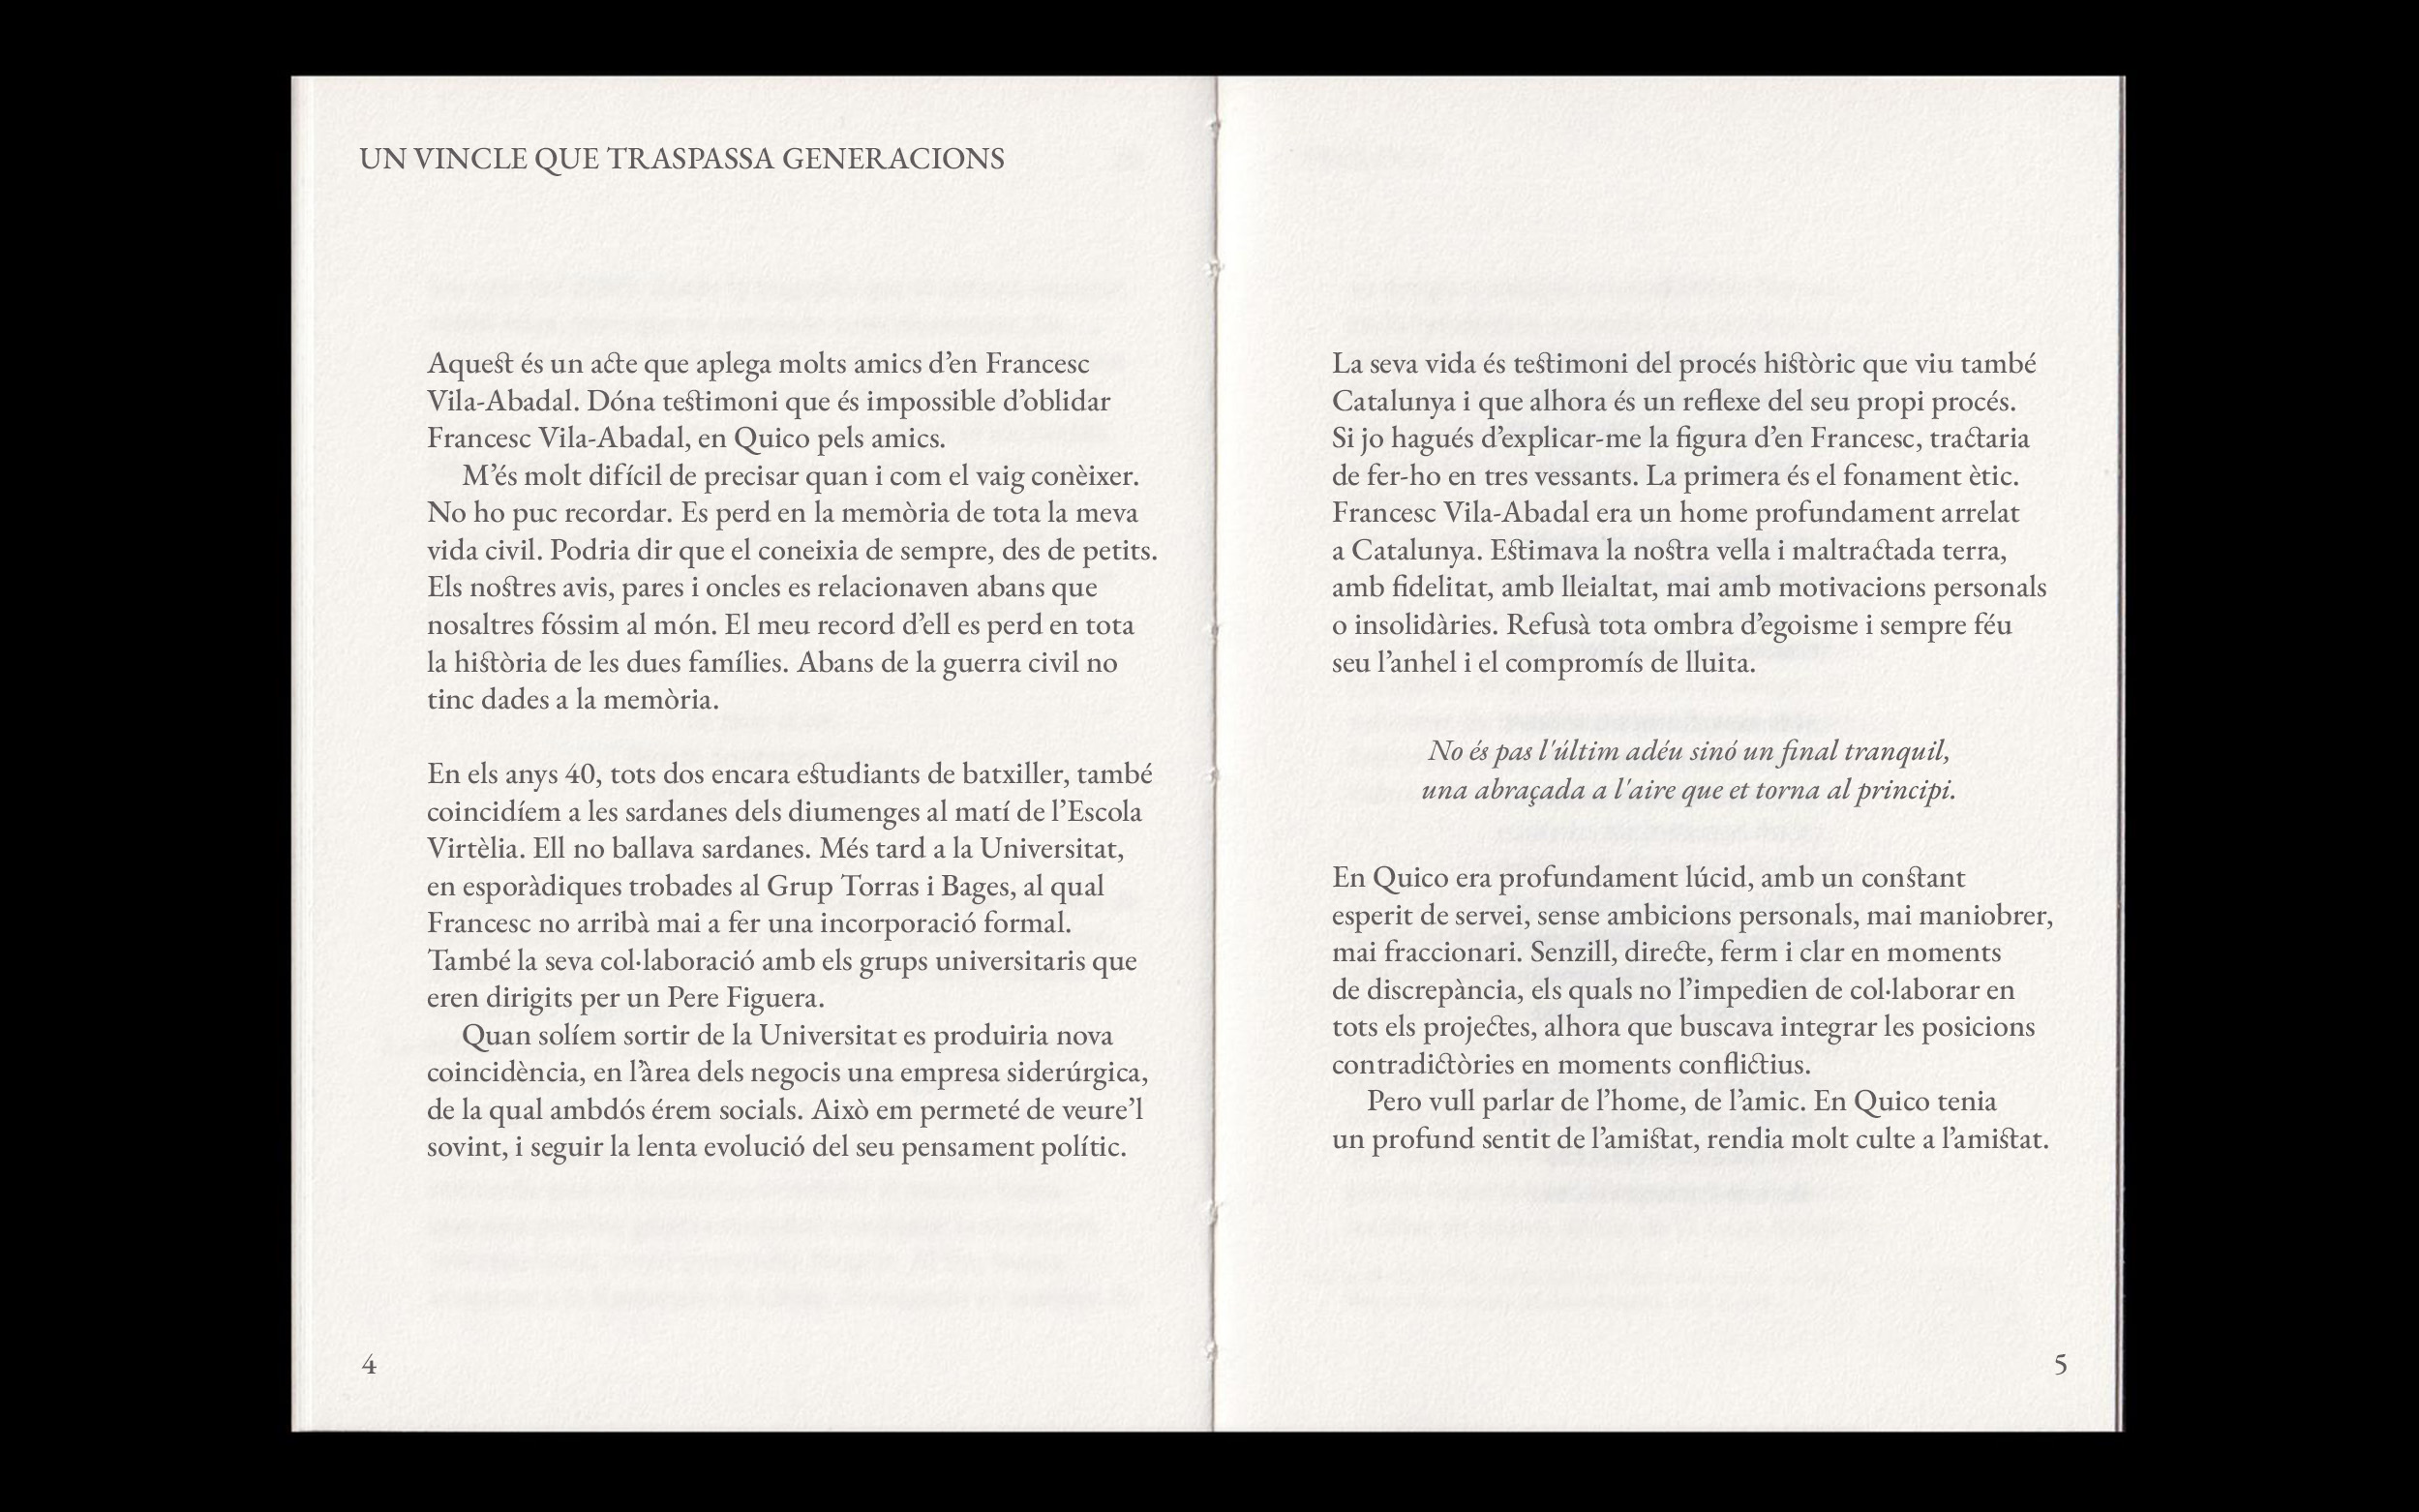 UN VINCLE QUE TRASPASSA GENERACIONS
Aquest és un acte que aplega molts amics d’en Francesc
Vila-Abadal. Dóna testimoni que és impossible d’oblidar
Francesc Vila-Abadal, en Quico pels amics.
M’és molt difícil de precisar quan i com el vaig conèixer.
No ho puc recordar. Es perd en la memòria de tota la meva
vida civil. Podria dir que el coneixia de sempre, des de petits.
Els nostres avis, pares i oncles es relacionaven abans que
nosaltres fóssim al món. El meu record d’ell es perd en tota
la història de les dues famílies. Abans de la guerra civil no
tinc dades a la memòria.
En els anys 40, tots dos encara estudiants de batxiller, també
coincidíem a les sardanes dels diumenges al matí de l’Escola
Virtèlia. Ell no ballava sardanes. Més tard a la Universitat,
en esporàdiques trobades al Grup Torras i Bages, al qual
Francesc no arribà mai a fer una incorporació formal.
També la seva col·laboració amb els grups universitaris que
eren dirigits per un Pere Figuera.
Quan solíem sortir de la Universitat es produiria nova
coincidència, en l’àrea dels negocis una empresa siderúrgica,
de la qual ambdós érem socials. Això em permeté de veure’l
sovint, i seguir la lenta evolució del seu pensament polític.
4
La seva vida és testimoni del procés històric que viu també
Catalunya i que alhora és un reflexe del seu propi procés.
Si jo hagués d’explicar-me la figura d’en Francesc, tractaria
de fer-ho en tres vessants. La primera és el fonament ètic.
Francesc Vila-Abadal era un home profundament arrelat
a Catalunya. Estimava la nostra vella i maltractada terra,
amb fidelitat, amb lleialtat, mai amb motivacions personals
o insolidàries. Refusà tota ombra d’egoisme i sempre féu
seu l’anhel i el compromís de lluita.
No és pas l'últim adéu sinó un final tranquil,
una abraçada a l'aire que et torna al principi.
En Quico era profundament lúcid, amb un constant
esperit de servei, sense ambicions personals, mai maniobrer,
mai fraccionari. Senzill, directe, ferm i clar en moments
de discrepància, els quals no l’impedien de col·laborar en
tots els projectes, alhora que buscava integrar les posicions
contradictòries en moments conflictius.
Pero vull parlar de l’home, de l’amic. En Quico tenia
un profund sentit de l’amistat, rendia molt culte a l’amistat.
5